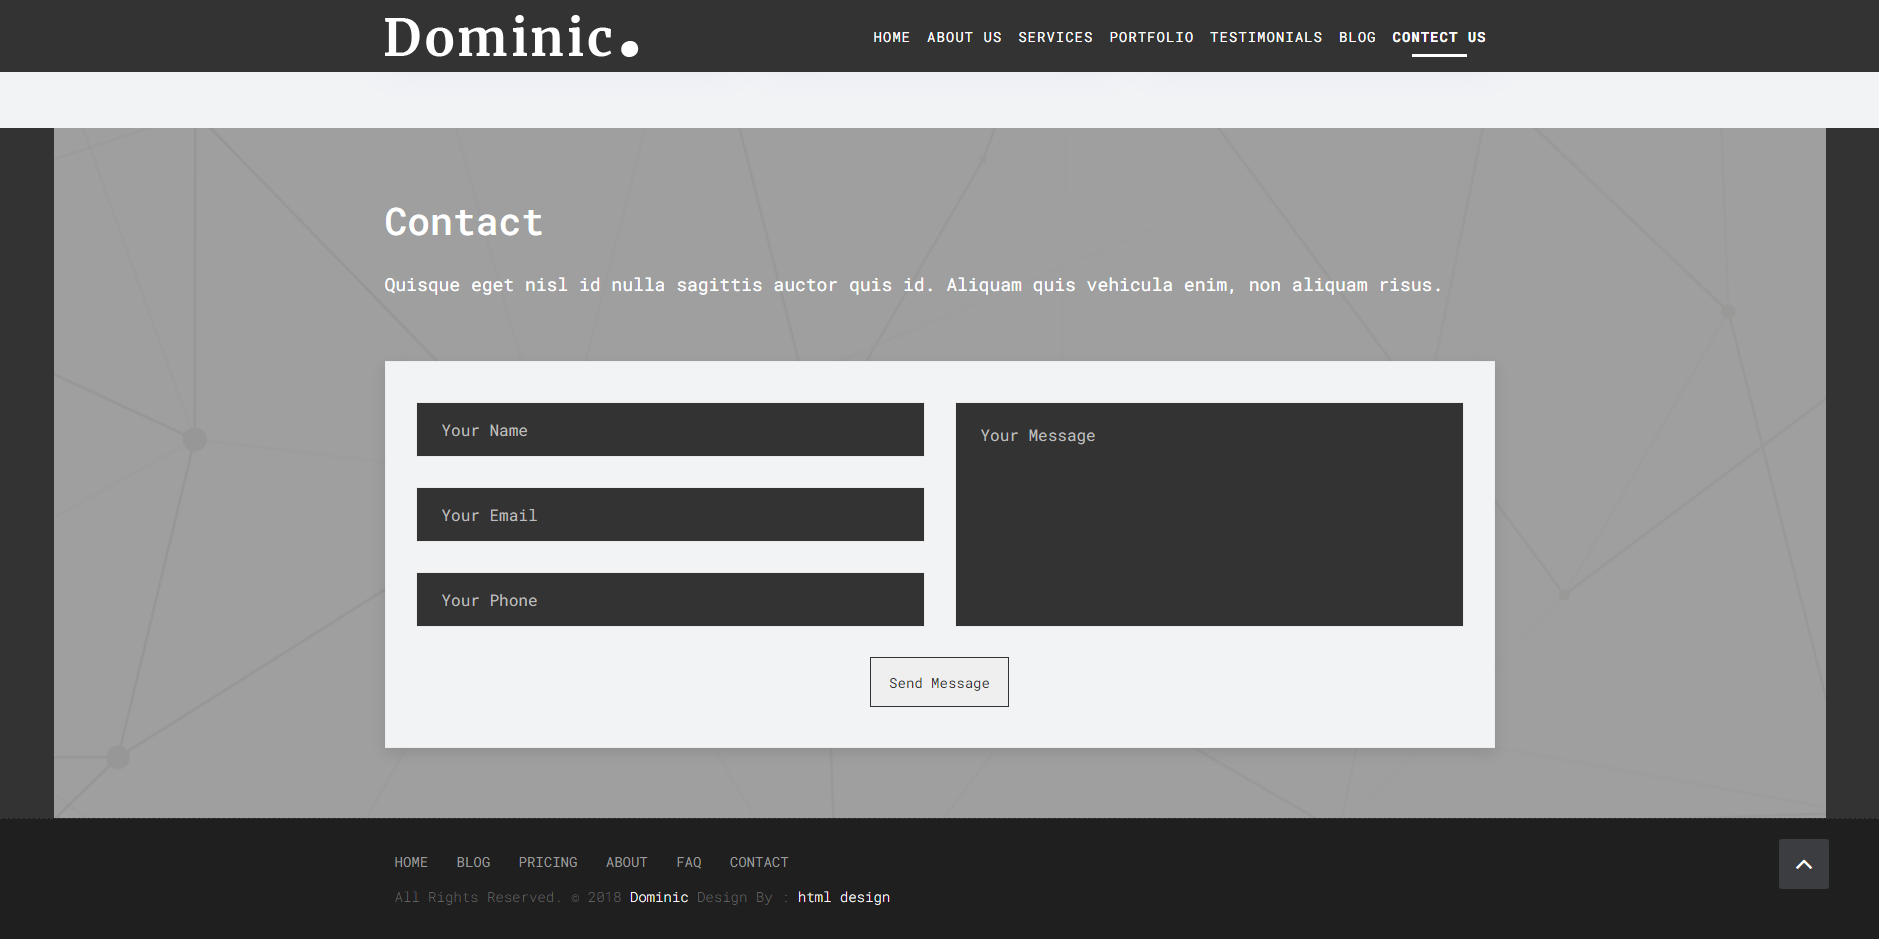 Dominic.
HOME ABOUT US SERVICES PORTFOLIO TESTIMONIALS BLOG CONTACT US
Contact
Quisque eget nisl id nulla sagittis auctor quis id. Aliquam quis vehicula enim, non aliquam risus.
Your Name
Your Message
Your Email
Your Phone
Send Message
HOME BLOG PRICING ABOUT FAQ CONTACT
All Rights Reserved. © 2018 Dominic Design By : html design